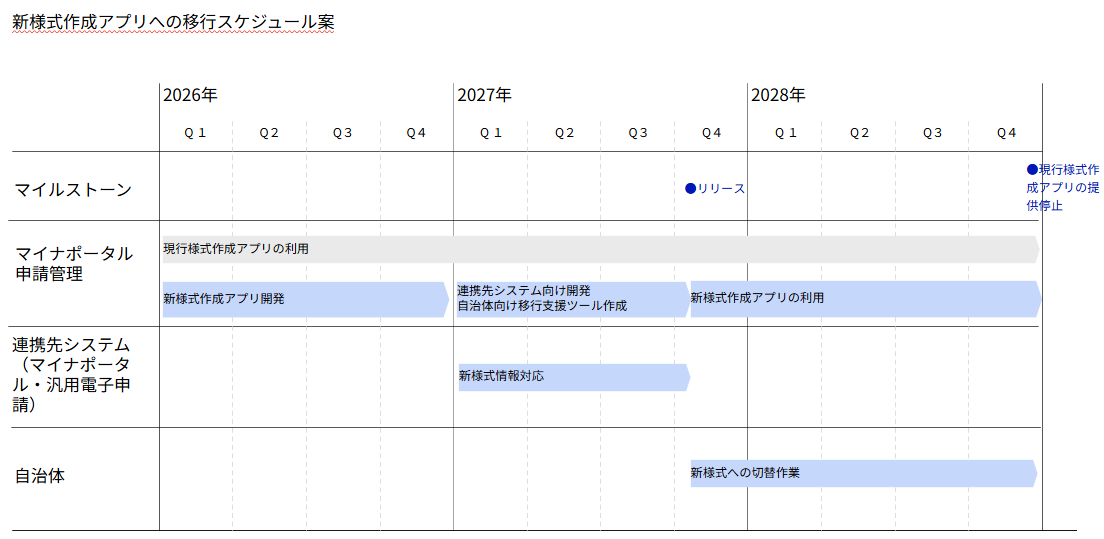 新様式作成アプリへの移行スケジュール案
2026年
2027年
2028年
Ｑ１
Ｑ２
Ｑ３
Ｑ４
Ｑ１
Ｑ２
Ｑ３
Ｑ４
Ｑ１
Ｑ２
Ｑ３
Ｑ４
マイルストーン
●リリース
●現行様式作
成アプリの提
供停止
マイナポータル
申請管理
現行様式作成アプリの利用
新様式作成アプリ開発
連携先システム向け開発
自治体向け移行支援ツール作成
新様式作成アプリの利用
連携先システム
（マイナポータ
ル・汎用電子申
請）
新様式情報対応
自治体
新様式への切替作業